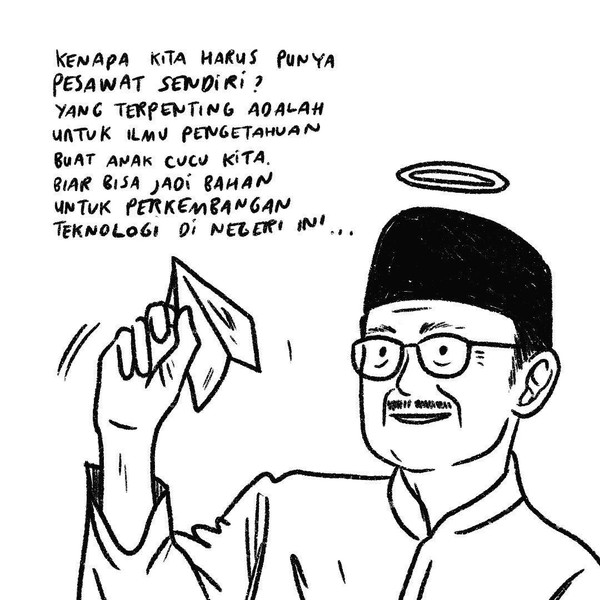 KENAPA KITA HARUS PUNYA
PESAWAT SENDIRI?
YANG TERPENTING ADALAH
UNTUK ILMU PENGETAHUAN
BUAT ANAK CUCU KITA.
BIAR BISA JADI BAHAN
UNTUK PERKEMBANGAN
TEKNOLOGI DI NEGERI INI...